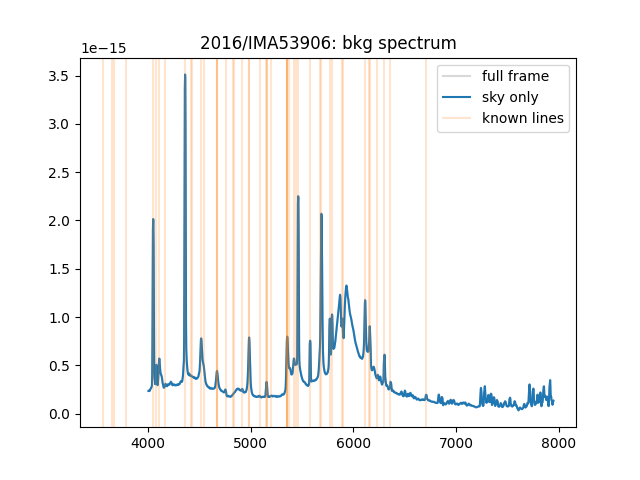 2016/IMA53906: bkg spectrum
1e−15
full frame
sky only
known lines
3.5
3.0
2.5
2.0
1.5
1.0
0.5
0.0
4000 5000 6000 7000 8000